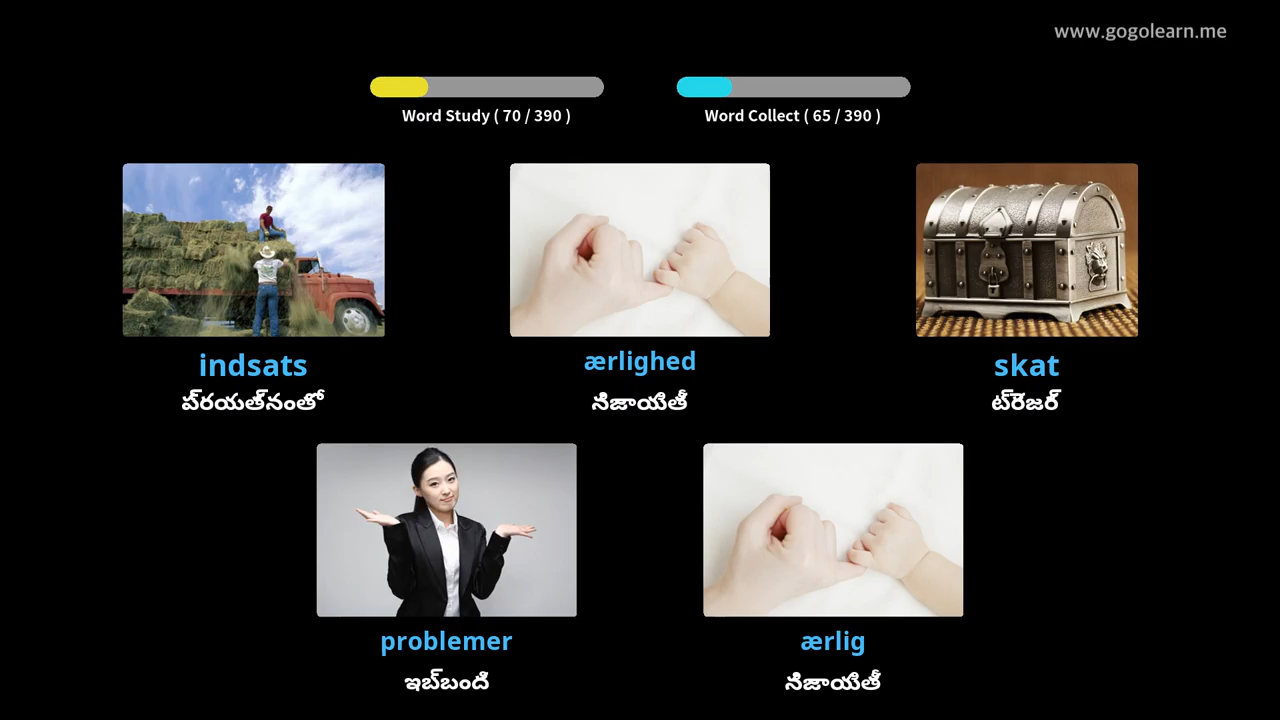 www.gogolearn.me
Word Study ( 70 / 390 )
Word Collect ( 65 / 390 )
indsats
ærlighed
skat
ప్రయత్నంతో
నిజాయితీ
ట్రెజర్
problemer
ærlig
ఇబ్బంది
నిజాయితీ